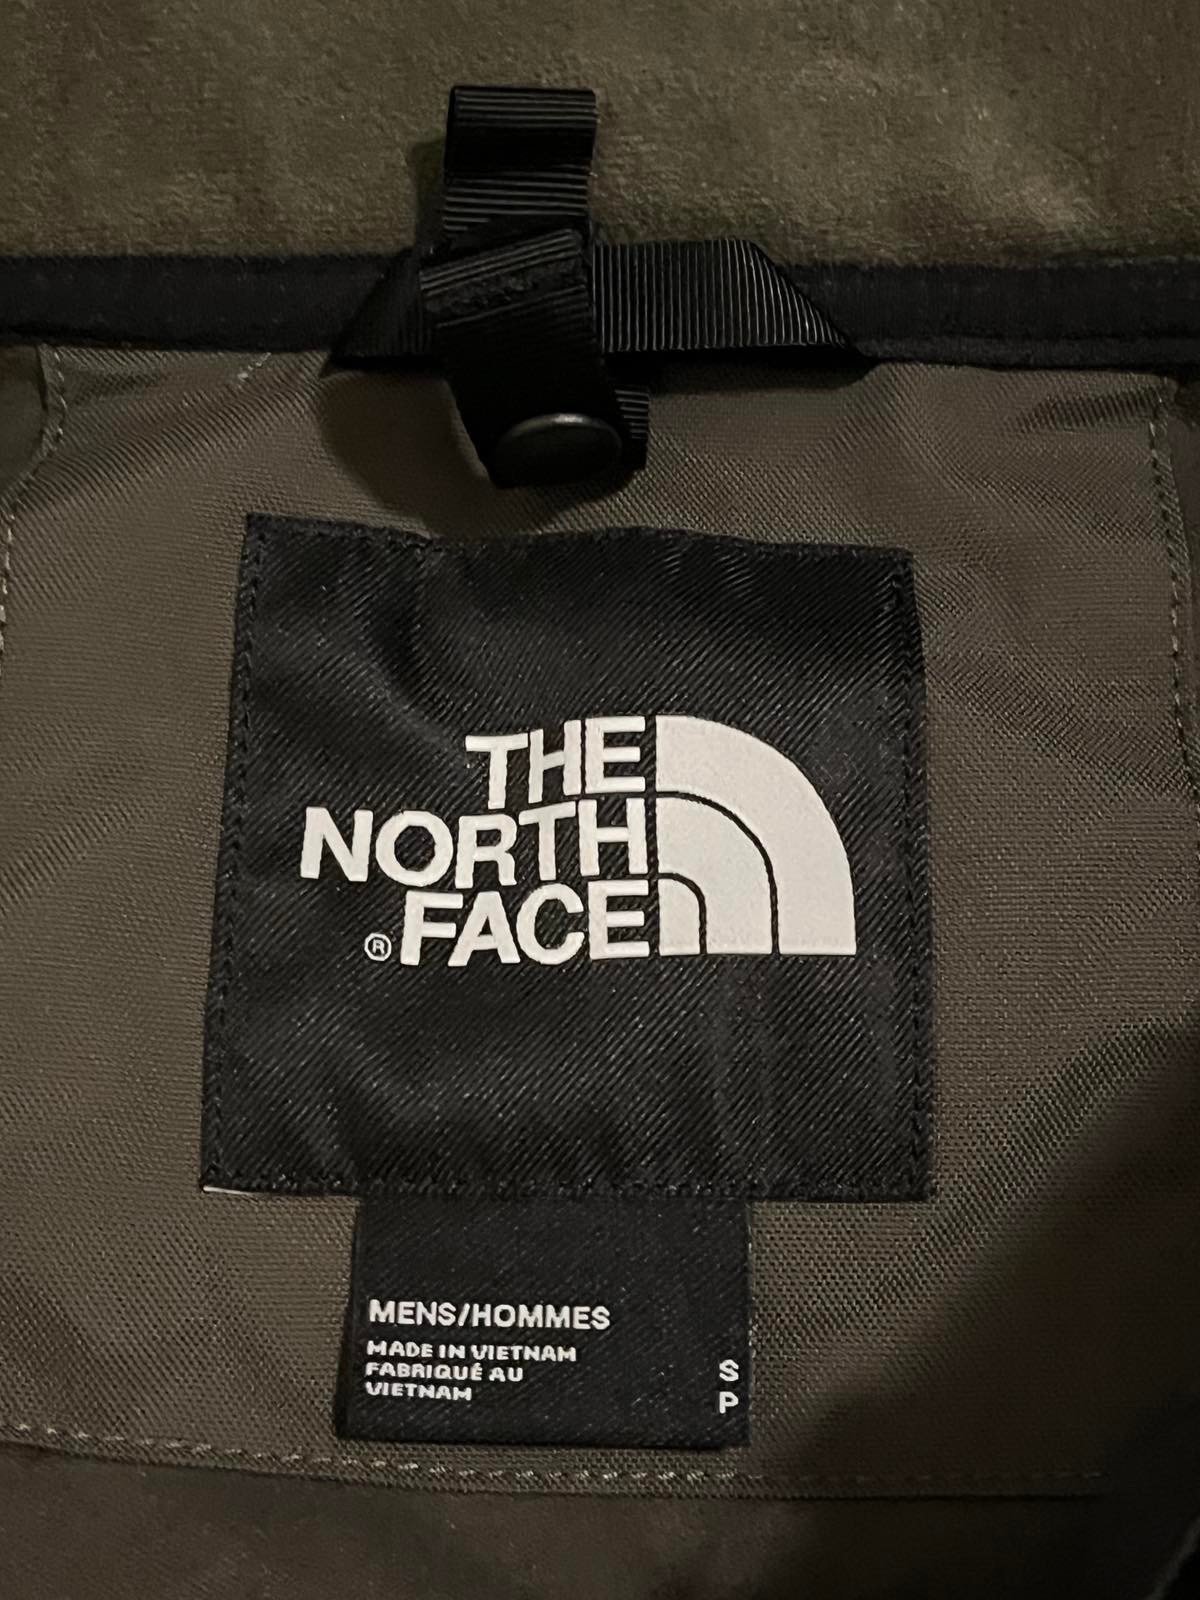 THE
NORTH
® FACE
MENS/HOMMES
MADE IN VIETNAM
FABRIQUÉ AU
VIETNAM
S
P